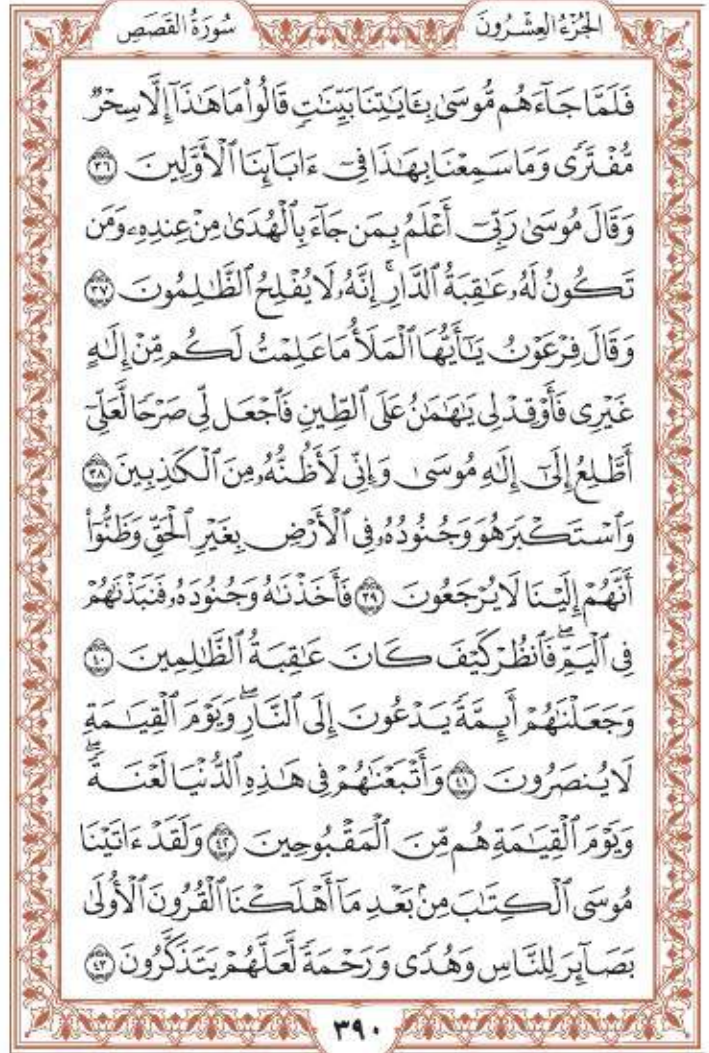 الجُزْءُ العِشْرُونَ
سُورَةُ القَصَصِ
فَلَمَّا جَآءَهُم مُّوسَىٰ بِـَٔايَٰتِنَا بَيِّنَٰتٖ قَالُواْ مَا هَٰذَآ إِلَّا سِحۡرٞ
مُّفۡتَرٗى وَمَا سَمِعۡنَا بِهَٰذَا فِيٓ ءَابَآئِنَا ٱلۡأَوَّلِينَ ٣٦
وَقَالَ مُوسَىٰ رَبِّيٓ أَعۡلَمُ بِمَن جَآءَ بِٱلۡهُدَىٰ مِنۡ عِندِهِۦ وَمَن
تَكُونُ لَهُۥ عَٰقِبَةُ ٱلدَّارِۚ إِنَّهُۥ لَا يُفۡلِحُ ٱلظَّٰلِمُونَ ٣٧
وَقَالَ فِرۡعَوۡنُ يَٰٓأَيُّهَا ٱلۡمَلَأُ مَا عَلِمۡتُ لَكُم مِّنۡ إِلَٰهٍ
غَيۡرِي فَأَوۡقِدۡ لِي يَٰهَٰمَٰنُ عَلَى ٱلطِّينِ فَٱجۡعَل لِّي صَرۡحٗا لَّعَلِّيٓ
أَطَّلِعُ إِلَىٰٓ إِلَٰهِ مُوسَىٰ وَإِنِّي لَأَظُنُّهُۥ مِنَ ٱلۡكَٰذِبِينَ ٣٨
وَٱسۡتَكۡبَرَ هُوَ وَجُنُودُهُۥ فِي ٱلۡأَرۡضِ بِغَيۡرِ ٱلۡحَقِّ وَظَنُّوٓاْ
أَنَّهُمۡ إِلَيۡنَا لَا يُرۡجَعُونَ ٣٩ فَأَخَذۡنَٰهُ وَجُنُودَهُۥ فَنَبَذۡنَٰهُمۡ
فِي ٱلۡيَمِّۖ فَٱنظُرۡ كَيۡفَ كَانَ عَٰقِبَةُ ٱلظَّٰلِمِينَ ٤٠
وَجَعَلۡنَٰهُمۡ أَئِمَّةٗ يَدۡعُونَ إِلَى ٱلنَّارِۖ وَيَوۡمَ ٱلۡقِيَٰمَةِ
لَا يُنصَرُونَ ٤١ وَأَتۡبَعۡنَٰهُمۡ فِي هَٰذِهِ ٱلدُّنۡيَا لَعۡنَةٗۖ
وَيَوۡمَ ٱلۡقِيَٰمَةِ هُم مِّنَ ٱلۡمَقۡبُوحِينَ ٤٢ وَلَقَدۡ ءَاتَيۡنَا
مُوسَى ٱلۡكِتَٰبَ مِنۢ بَعۡدِ مَآ أَهۡلَكۡنَا ٱلۡقُرُونَ ٱلۡأُولَىٰ
بَصَآئِرَ لِلنَّاسِ وَهُدٗى وَرَحۡمَةٗ لَّعَلَّهُمۡ يَتَذَكَّرُونَ ٤٣
٣٩٠